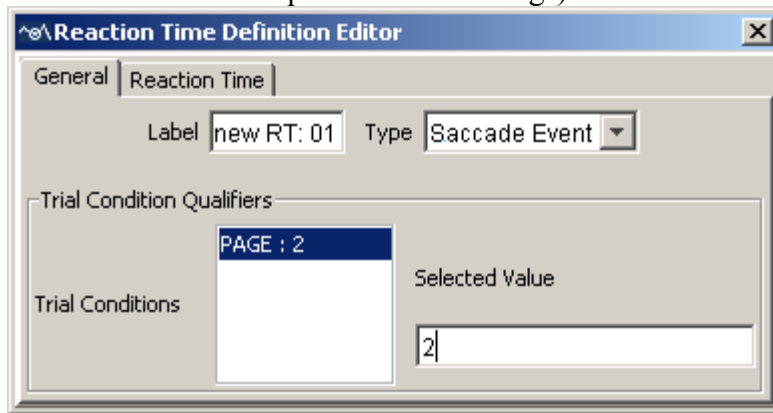 Reaction Time Definition Editor
General Reaction Time
Label new RT: 01 Type Saccade Event
Trial Condition Qualifiers
PAGE : 2
Selected Value
Trial Conditions
2